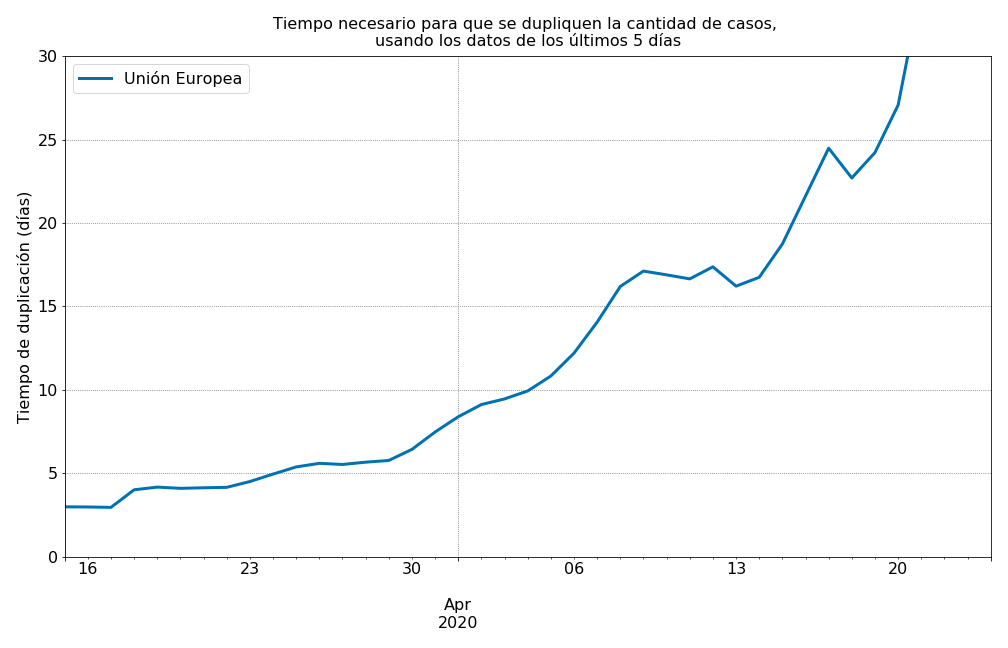 Tiempo necesario para que se dupliquen la cantidad de casos,
usando los datos de los últimos 5 días
Unión Europea
Tiempo de duplicación (días)
30
25
20
15
10
5
0
16
23
30
06
13
20
Apr
2020